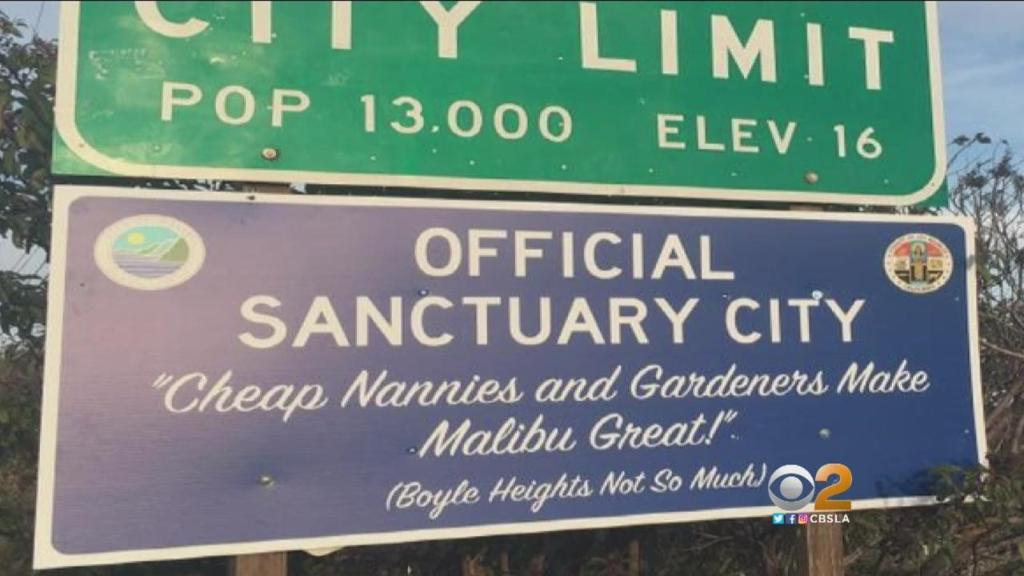 CITY LIMIT
POP 13,000 ELEV 16
OFFICIAL
SANCTUARY CITY
"Cheap Nannies and Gardeners Make
Malibu Great!"
(Boyle Heights Not So Much)
2
CBSLA